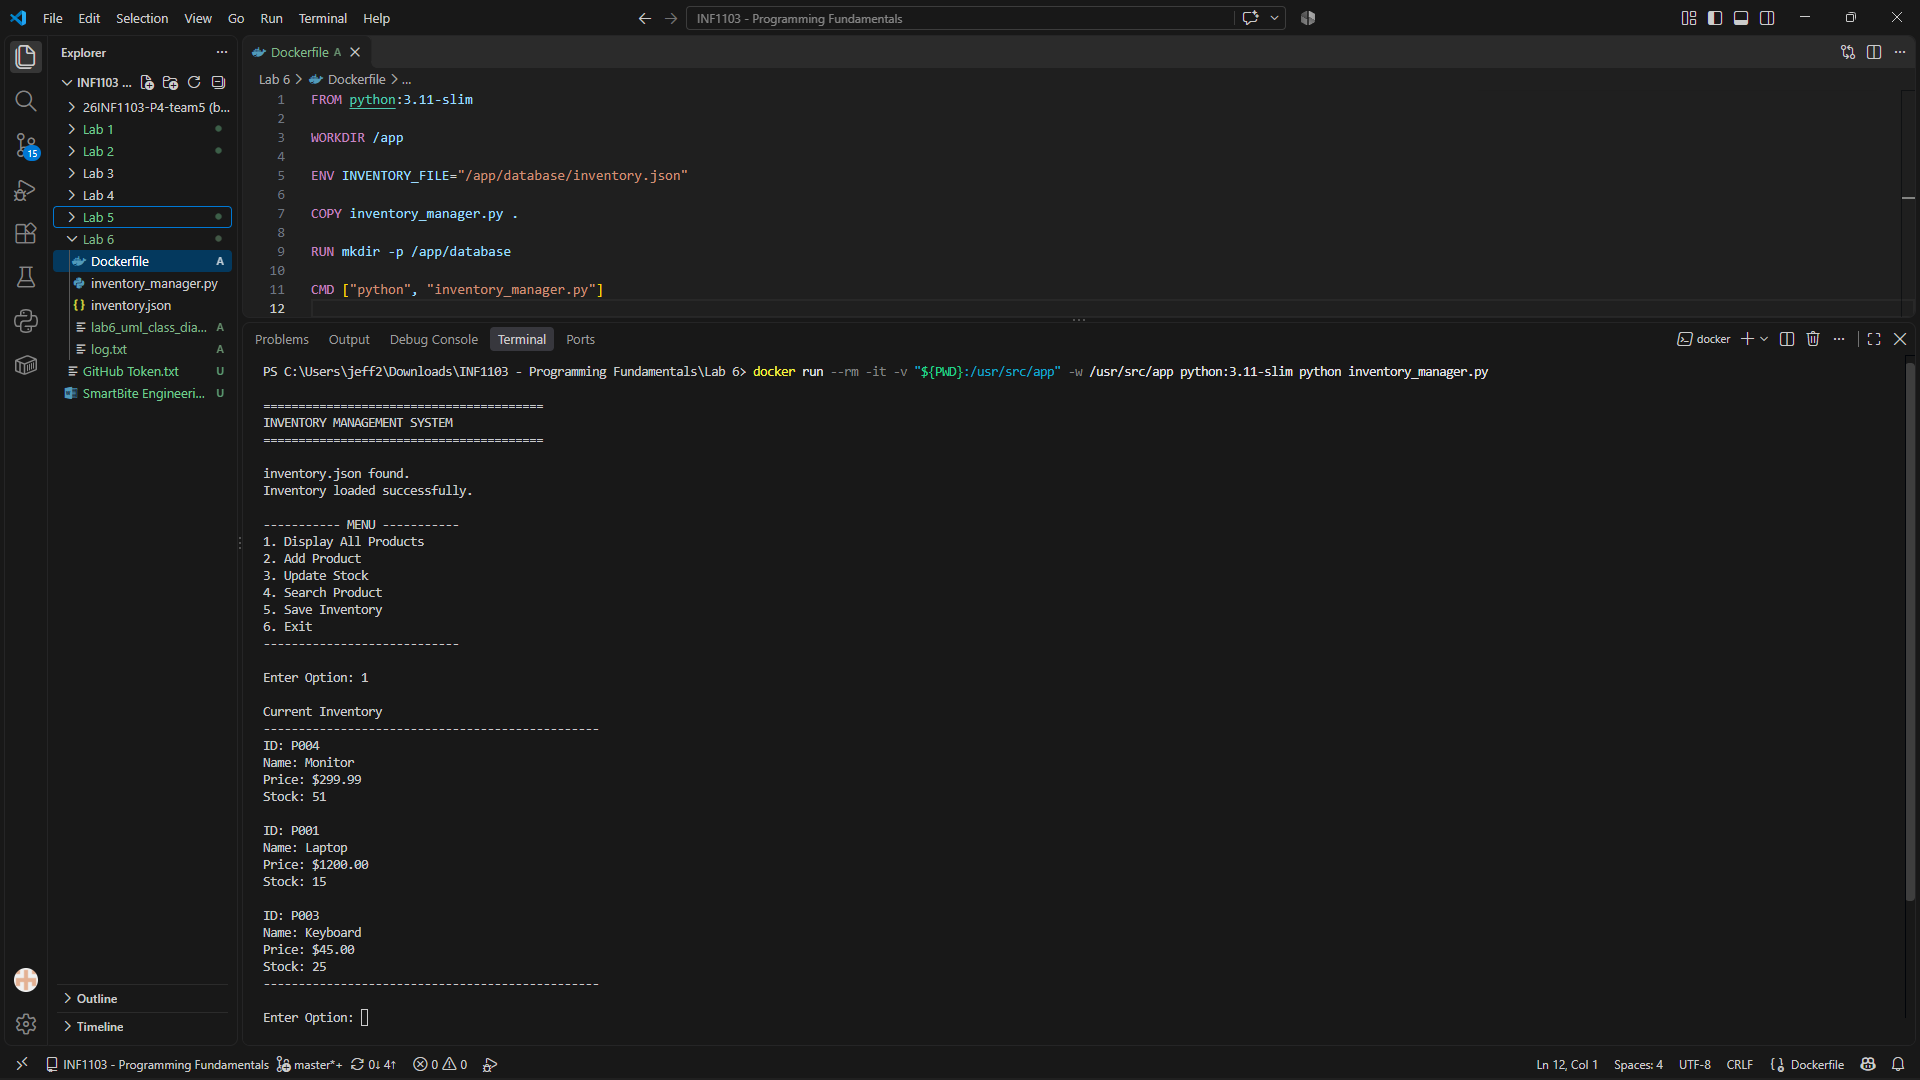 File Edit Selection View Go Run Terminal Help
INF1103 - Programming Fundamentals
Explorer
INF1103 ...
26INF1103-P4-team5 (b...
Lab 1
Lab 2
15
Lab 3
Lab 4
Lab 5
Lab 6
Dockerfile A
inventory_manager.py
inventory.json
lab6_uml_class_dia... A
log.txt A
GitHub Token.txt U
SmartBite Engineeri... U
Outline
Timeline
Dockerfile A
Lab 6 > Dockerfile > ...
1 FROM python:3.11-slim
2
3 WORKDIR /app
4
5 ENV INVENTORY_FILE="/app/database/inventory.json"
6
7 COPY inventory_manager.py .
8
9 RUN mkdir -p /app/database
10
11 CMD ["python", "inventory_manager.py"]
12
Problems Output Debug Console Terminal Ports
docker
PS C:\Users\jeff2\Downloads\INF1103 - Programming Fundamentals\Lab 6> docker run --rm -it -v "${PWD}:/usr/src/app" -w /usr/src/app python:3.11-slim python inventory_manager.py
========================================
INVENTORY MANAGEMENT SYSTEM
========================================
inventory.json found.
Inventory loaded successfully.
----------- MENU -----------
1. Display All Products
2. Add Product
3. Update Stock
4. Search Product
5. Save Inventory
6. Exit
----------------------------
Enter Option: 1
Current Inventory
------------------------------------------------
ID: P004
Name: Monitor
Price: $299.99
Stock: 51
ID: P001
Name: Laptop
Price: $1200.00
Stock: 15
ID: P003
Name: Keyboard
Price: $45.00
Stock: 25
------------------------------------------------
Enter Option:
INF1103 - Programming Fundamentals master*+ 0↓ 4↑ 0 0
Ln 12, Col 1 Spaces: 4 UTF-8 CRLF Dockerfile